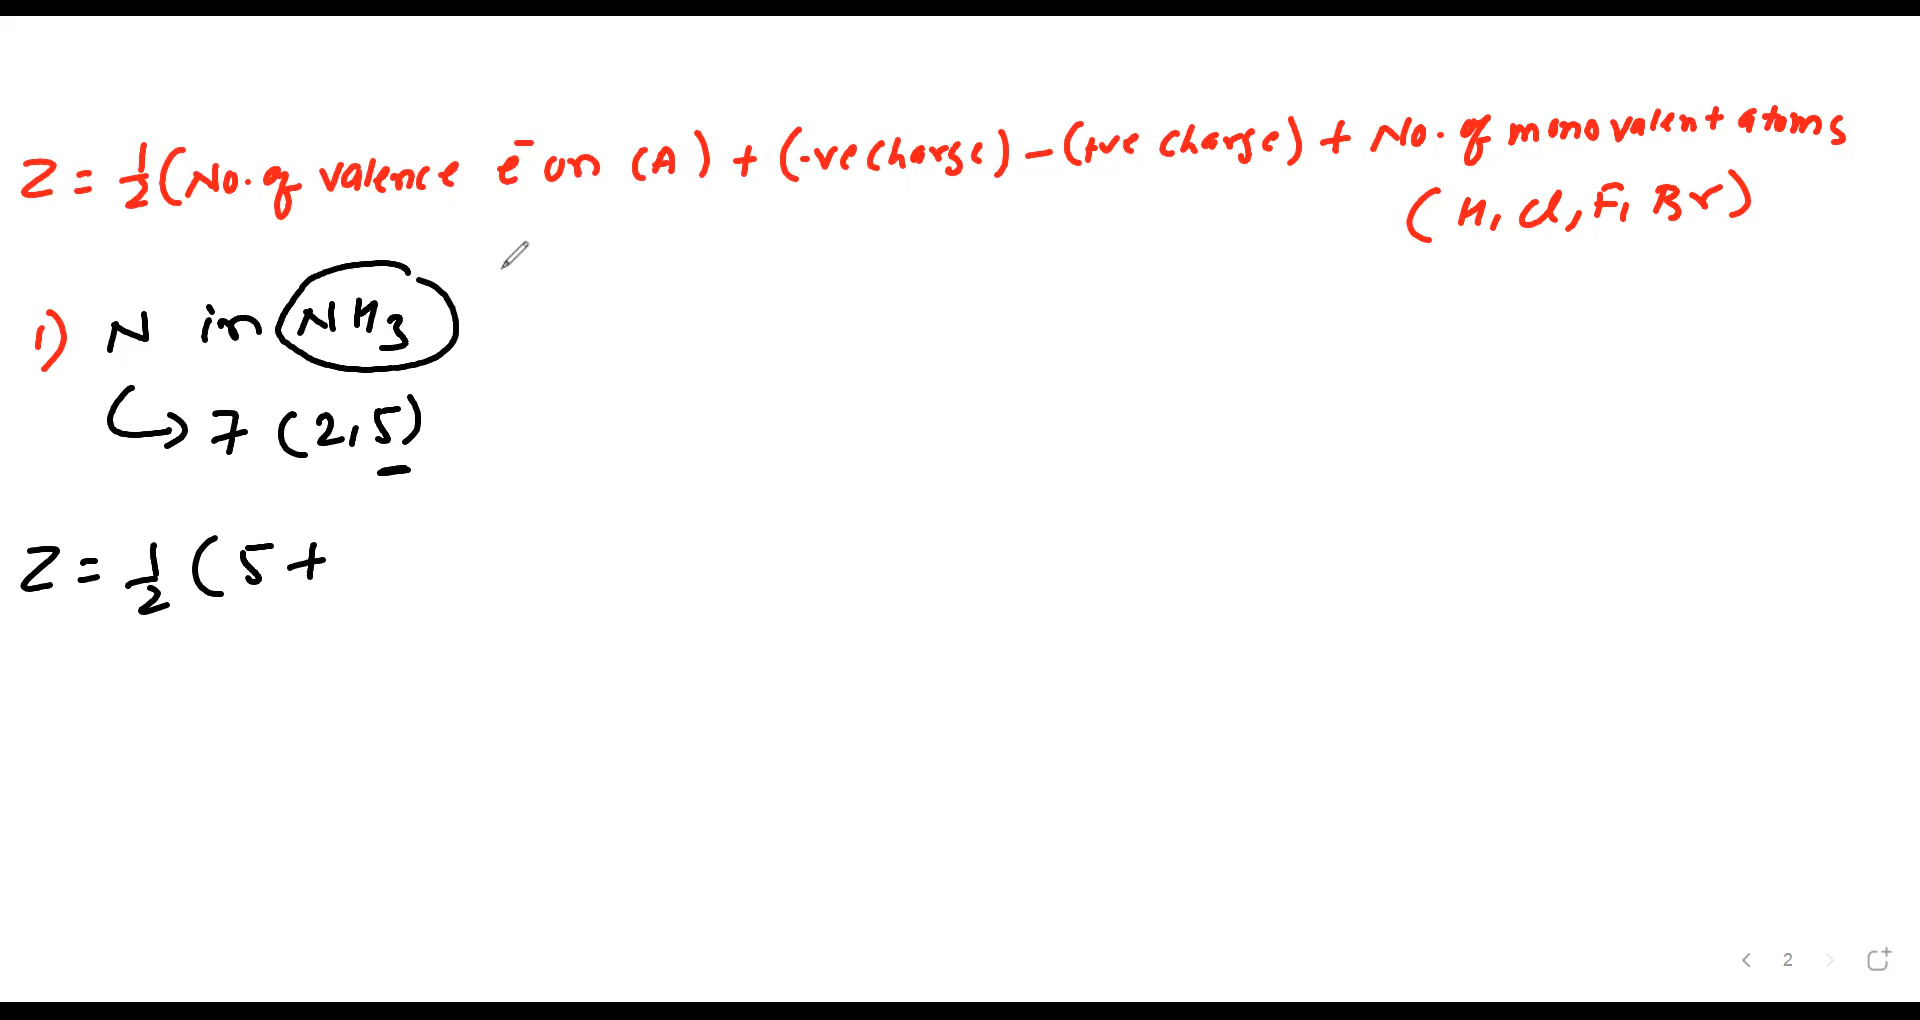 Z = 1/2 (No. of valence e⁻ on (A) + (-ve charge) - (+ve charge) + No. of monovalent atoms
(H, Cl, F, Br)
1) N in NH3
↳ 7 (2,5)
Z = 1/2 (5 +
2